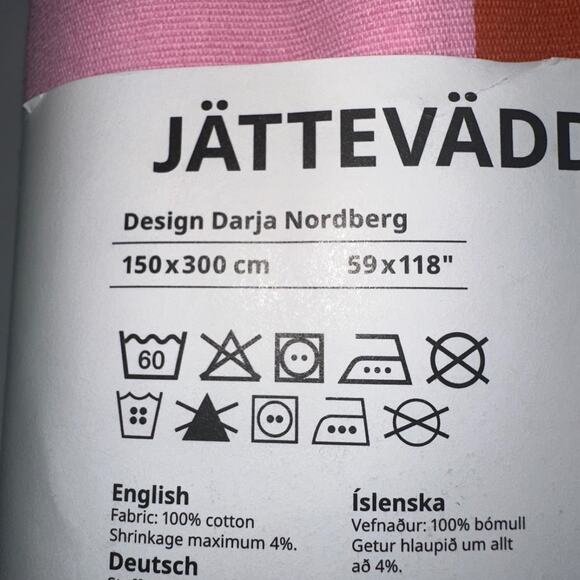 JÄTTEVÄDD
Design Darja Nordberg
150x300 cm 59x118"
60
English
Fabric: 100% cotton
Shrinkage maximum 4%.
Deutsch
Íslenska
Vefnaður: 100% bómull
Getur hlaupið um allt
að 4%.